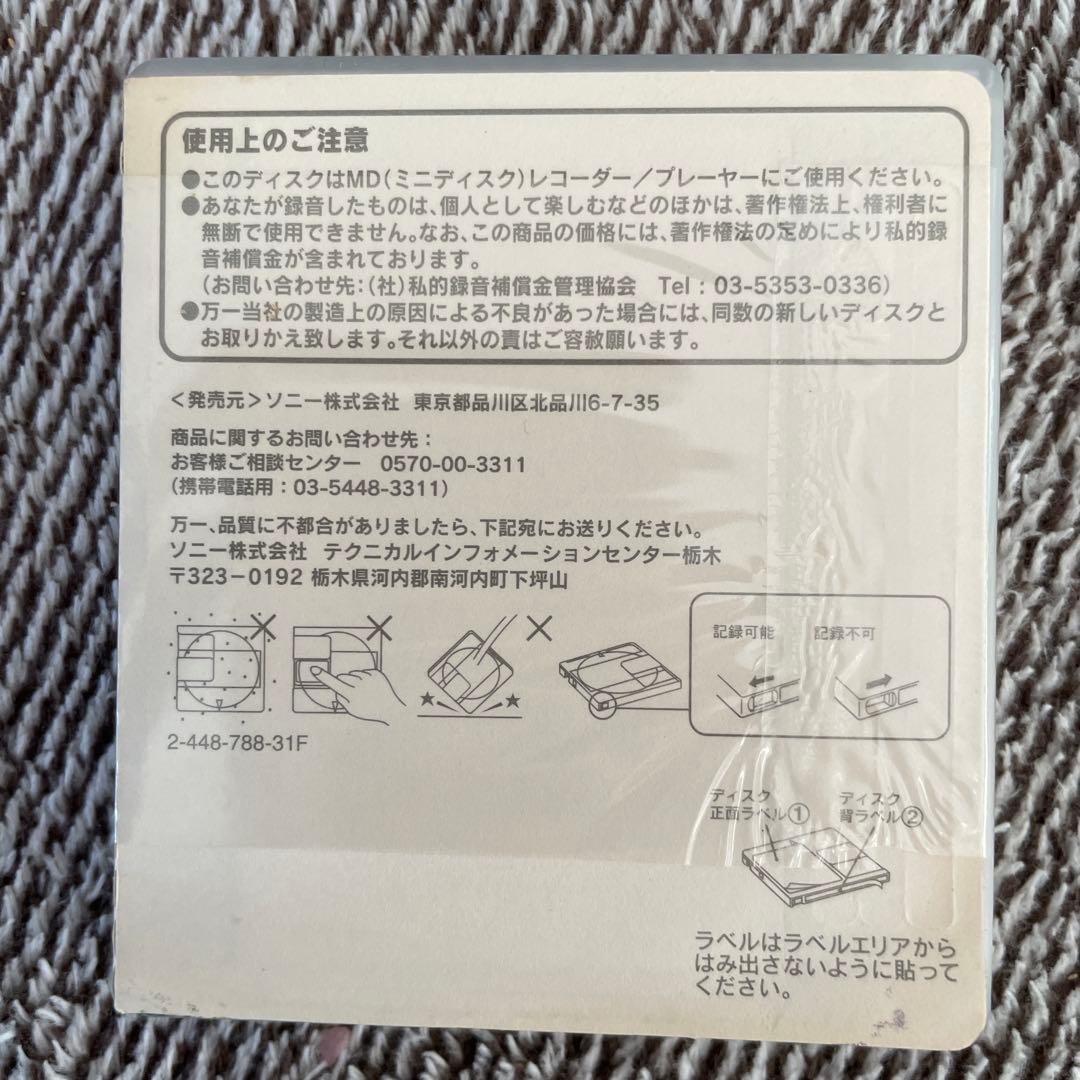 使用上のご注意
●このディスクはMD(ミニディスク)レコーダー／プレーヤーにご使用ください。
●あなたが録音したものは、個人として楽しむなどのほかは、著作権法上、権利者に
無断で使用できません。なお、この商品の価格には、著作権法の定めにより私的録
音補償金が含まれております。
(お問い合わせ先：(社)私的録音補償金管理協会　Tel：03-5353-0336)
●万一当社の製造上の原因による不良があった場合には、同数の新しいディスクと
お取りかえ致します。それ以外の責はご容赦願います。
＜発売元＞ソニー株式会社　東京都品川区北品川6-7-35
商品に関するお問い合わせ先：
お客様ご相談センター　0570-00-3311
(携帯電話用：03-5448-3311)
万一、品質に不都合がありましたら、下記宛にお送りください。
ソニー株式会社　テクニカルインフォメーションセンター栃木
〒323－0192 栃木県河内郡南河内町下坪山
記録可能　記録不可
2-448-788-31F
ディスク　ディスク
正面ラベル①　背ラベル②
ラベルはラベルエリアから
はみ出さないように貼って
ください。